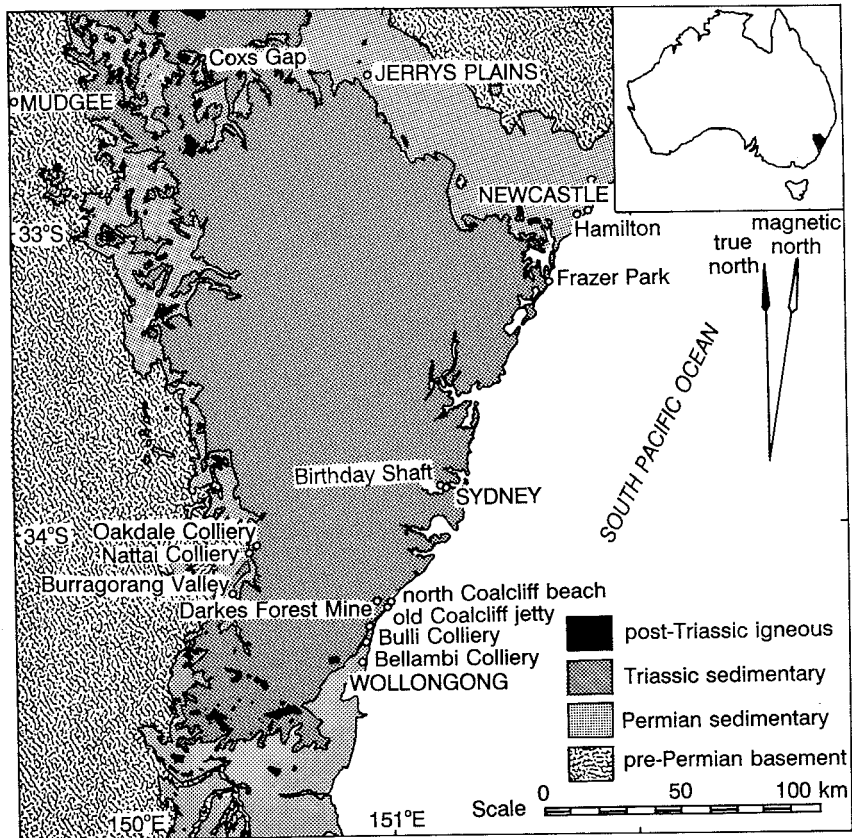 Coxs Gap
JERRYS PLAINS
MUDGEE
NEWCASTLE
Hamilton
33°S
magnetic
north
true
north
Frazer Park
SOUTH PACIFIC OCEAN
Birthday Shaft
SYDNEY
34°S
Oakdale Colliery
Nattai Colliery
Burragorang Valley
Darkes Forest Mine
north Coalcliff beach
old Coalcliff jetty
Bulli Colliery
Bellambi Colliery
WOLLONGONG
post-Triassic igneous
Triassic sedimentary
Permian sedimentary
pre-Permian basement
Scale 0 50 100 km
150°E
151°E